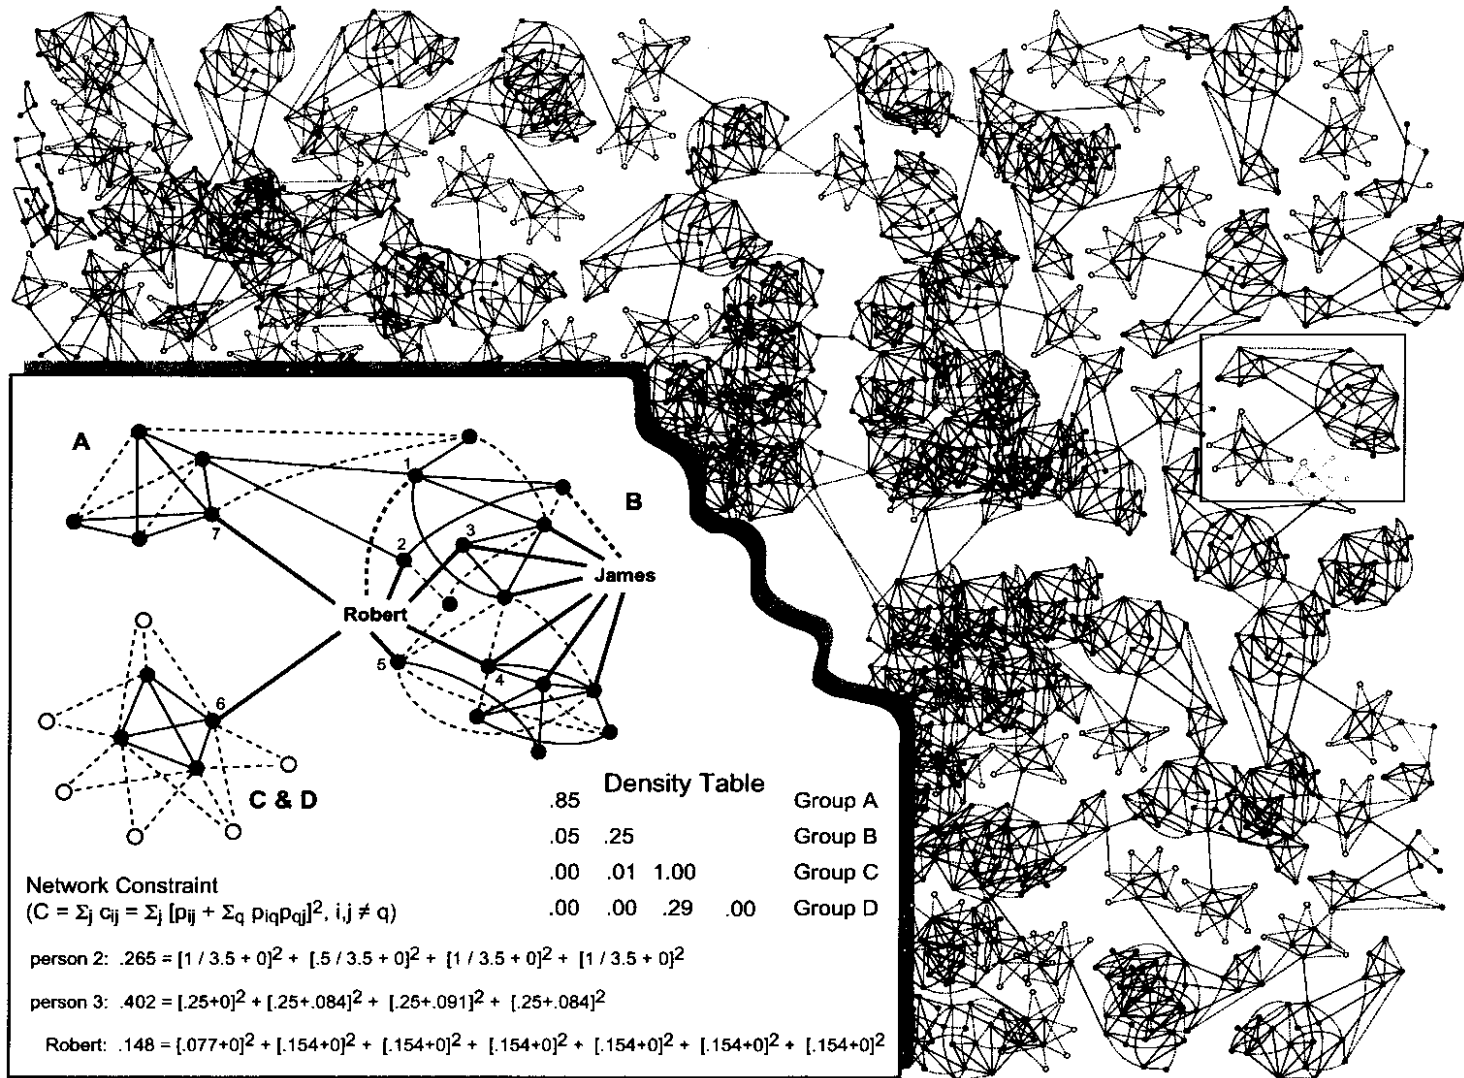 A
1
B
3
2
7
James
Robert
5
4
6
C & D
Density Table
.85 Group A
.05 .25 Group B
.00 .01 1.00 Group C
.00 .00 .29 .00 Group D
Network Constraint
(C = Σj cij = Σj [pij + Σq piqpqj]², i,j ≠ q)
person 2: .265 = [1 / 3.5 + 0]² + [.5 / 3.5 + 0]² + [1 / 3.5 + 0]² + [1 / 3.5 + 0]²
person 3: .402 = [.25+0]² + [.25+.084]² + [.25+.091]² + [.25+.084]²
Robert: .148 = [.077+0]² + [.154+0]² + [.154+0]² + [.154+0]² + [.154+0]² + [.154+0]² + [.154+0]²